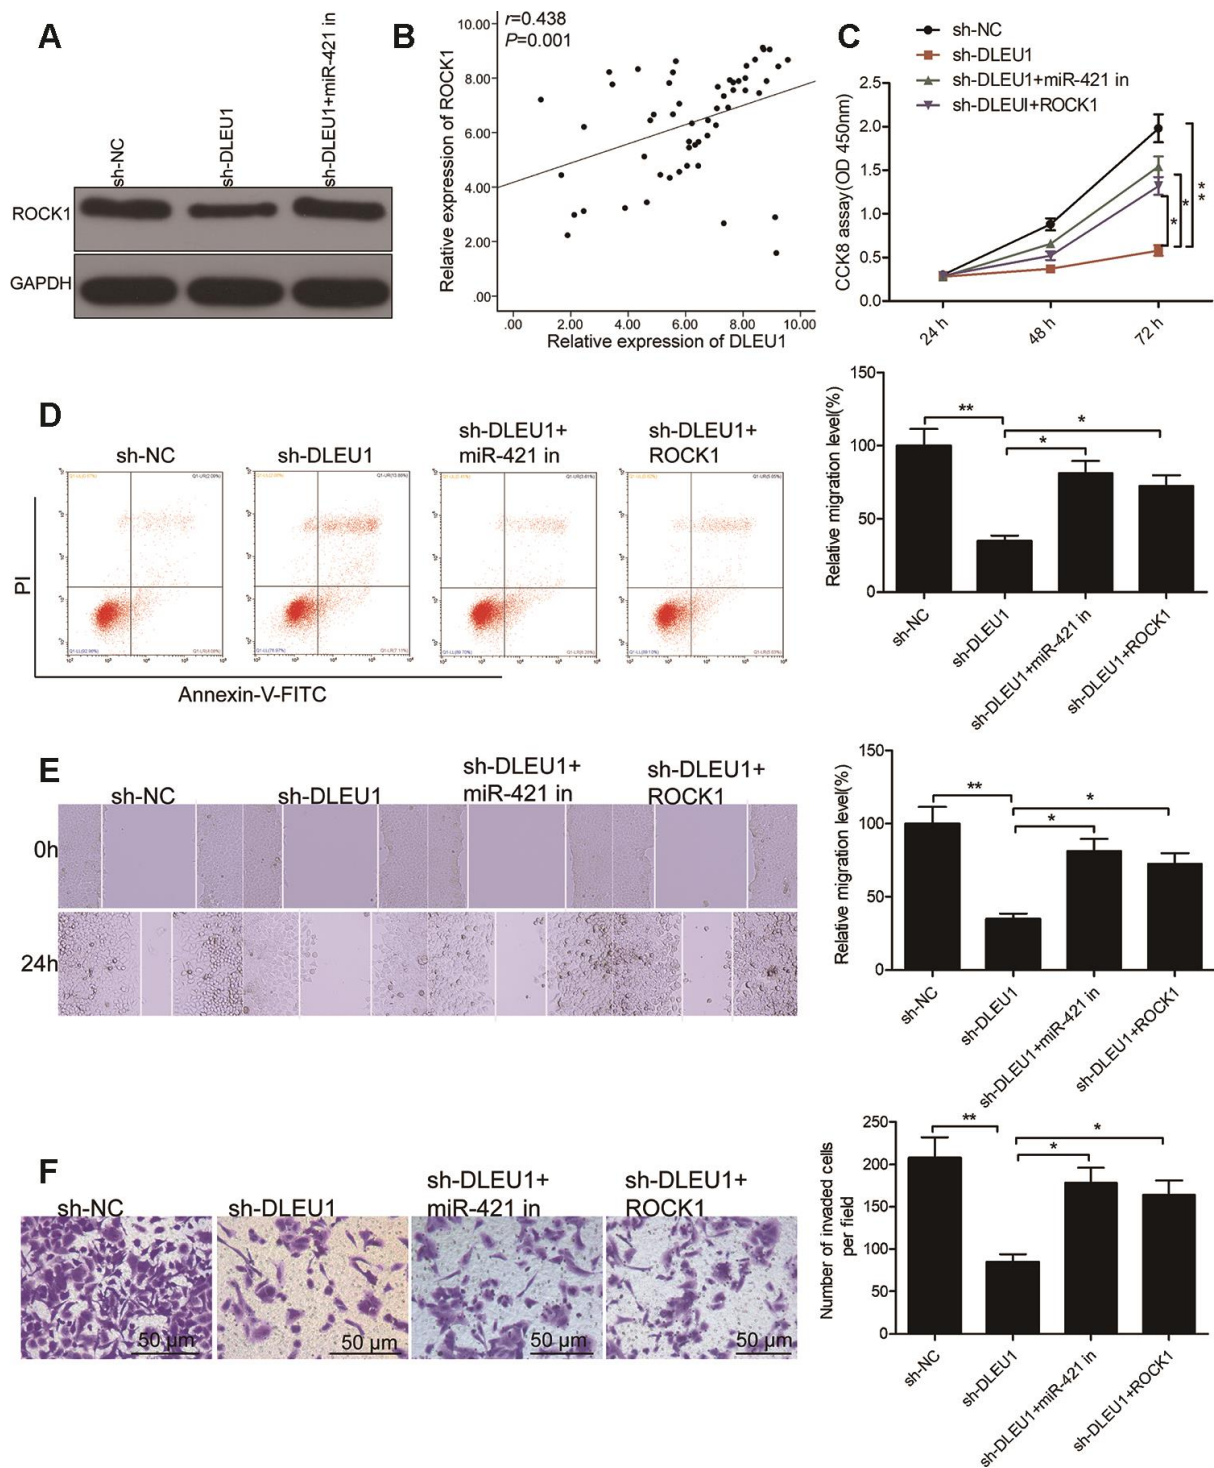 A
sh-NC
sh-DLEU1
sh-DLEU1+miR-421 in
ROCK1
GAPDH
B
r=0.438
P=0.001
Relative expression of ROCK1
10.00
8.00
6.00
4.00
2.00
.00
.00 2.00 4.00 6.00 8.00 10.00
Relative expression of DLEU1
C
sh-NC
sh-DLEU1
sh-DLEU1+miR-421 in
sh-DLEUI+ROCK1
CCK8 assay(OD 450nm)
2.5
2.0
1.5
1.0
0.5
0.0
24 h 48 h 72 h
*
*
**
D
sh-NC
sh-DLEU1
sh-DLEU1+
miR-421 in
sh-DLEU1+
ROCK1
PI
Annexin-V-FITC
Relative migration level(%)
150
100
50
0
**
*
*
sh-NC
sh-DLEU1
sh-DLEU1+miR-421 in
sh-DLEU1+ROCK1
E
sh-NC
sh-DLEU1
sh-DLEU1+
miR-421 in
sh-DLEU1+
ROCK1
0h
24h
Relative migration level(%)
150
100
50
0
**
*
*
sh-NC
sh-DLEU1
sh-DLEU1+miR-421 in
sh-DLEU1+ROCK1
F
sh-NC
sh-DLEU1
sh-DLEU1+
miR-421 in
sh-DLEU1+
ROCK1
50 µm
50 µm
50 µm
50 µm
Number of invaded cells
per field
250
200
150
100
50
0
**
*
*
sh-NC
sh-DLEU1
sh-DLEU1+miR-421 in
sh-DLEU1+ROCK1